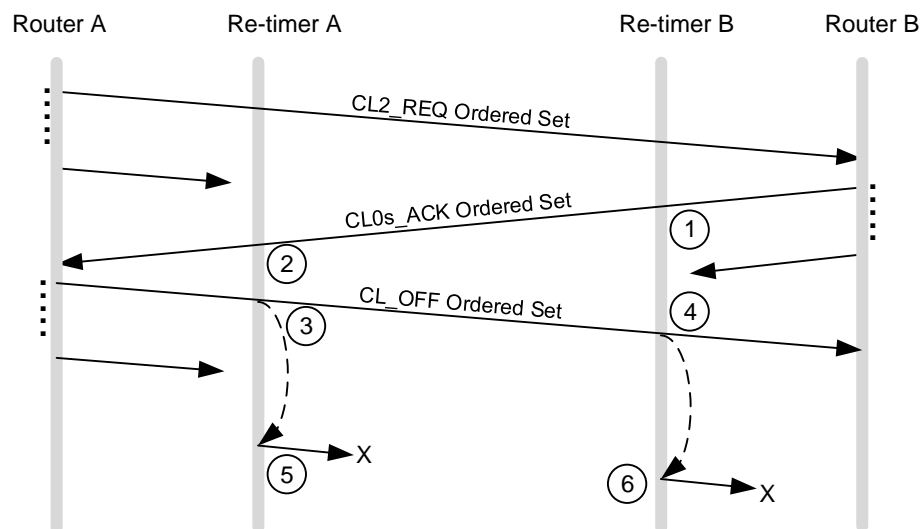 Router A
Re-timer A
Re-timer B
Router B
CL2_REQ Ordered Set
CL0s_ACK Ordered Set
1
2
CL_OFF Ordered Set
3
4
X
5
6
X